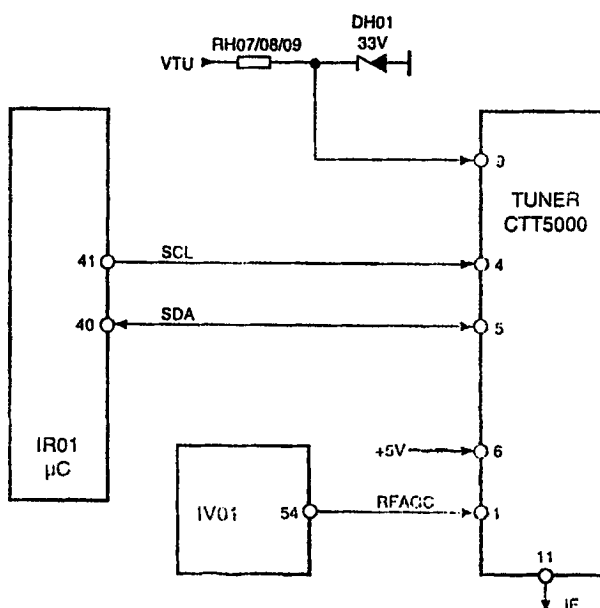 DH01
33V
RH07/08/09
VTU
9
TUNER
CTT5000
41
SCL
4
40
SDA
5
IR01
µC
+5V
6
IV01
54
RFAGC
1
11
IF